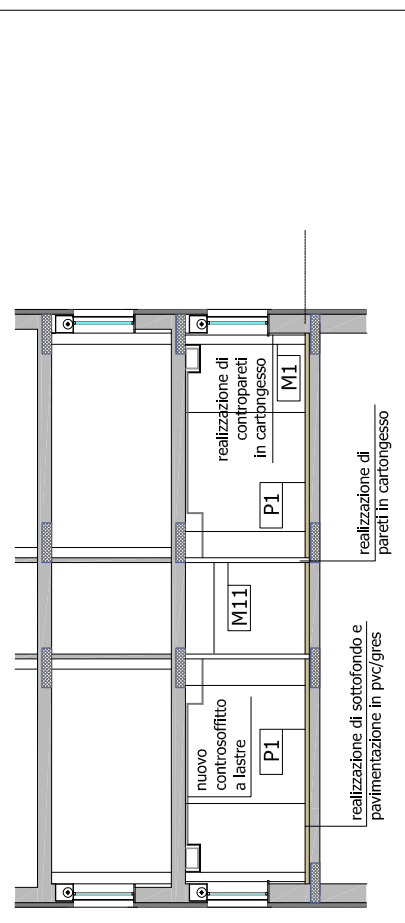 nuovo
controsoffitto
a lastre
P1
M11
P1
realizzazione di
contropareti
in cartongesso
M1
realizzazione di sottofondo e
pavimentazione in pvc/gres
realizzazione di
pareti in cartongesso